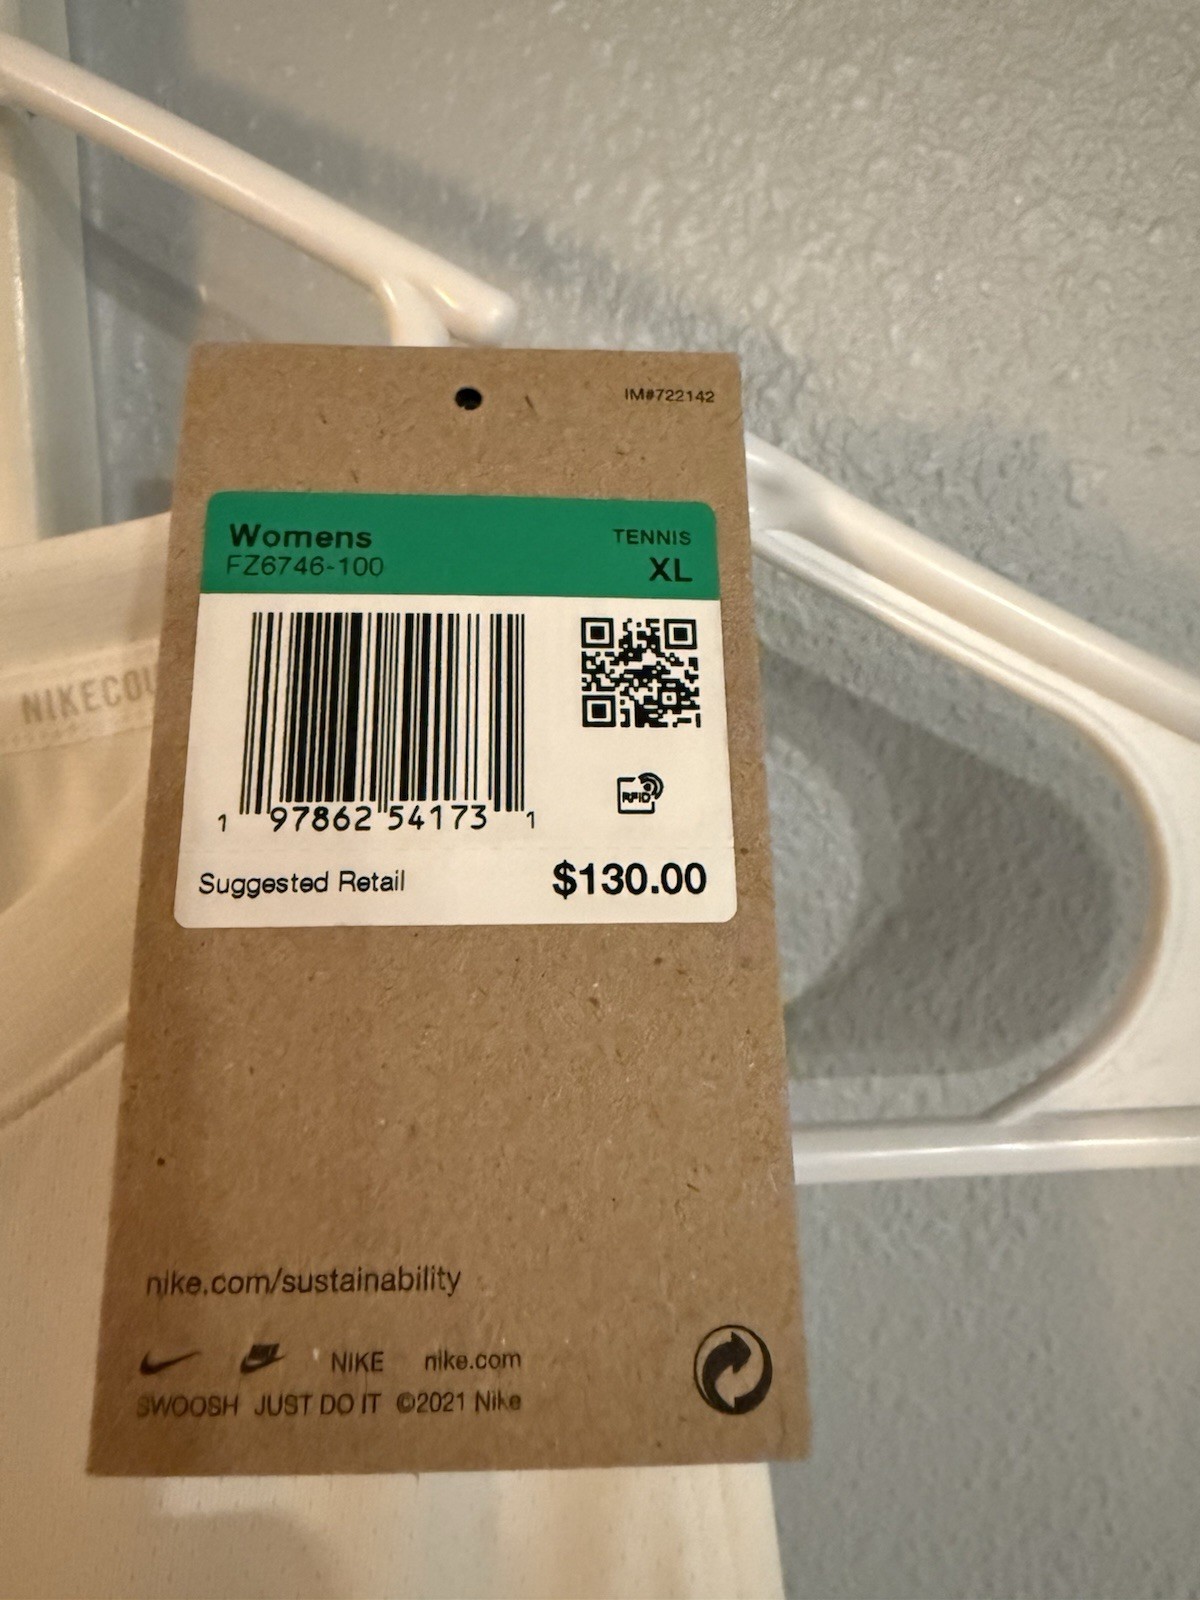 IM#722142
Womens
TENNIS
FZ6746-100
XL
NIKECOU
RFID
1 97862 54173 1
Suggested Retail
$130.00
nike.com/sustainability
NIKE nike.com
SWOOSH JUST DO IT ©2021 Nike